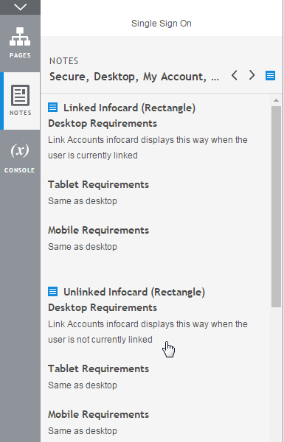 Single Sign On
PAGES
NOTES
CONSOLE
(x)
NOTES
Secure, Desktop, My Account, ...
Linked Infocard (Rectangle)
Desktop Requirements
Link Accounts infocard displays this way when the
user is currently linked
Tablet Requirements
Same as desktop
Mobile Requirements
Same as desktop
Unlinked Infocard (Rectangle)
Desktop Requirements
Link Accounts infocard displays this way when the
user is not currently linked
Tablet Requirements
Same as desktop
Mobile Requirements
Same as desktop